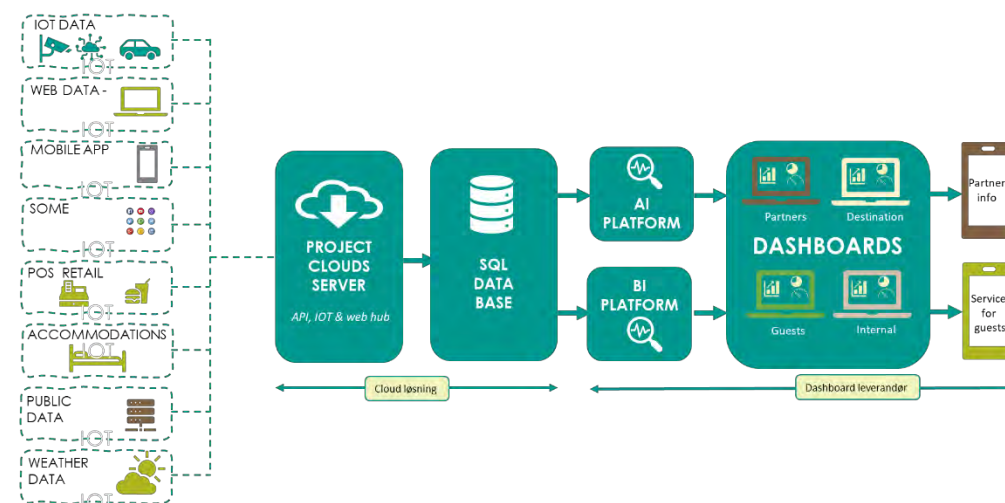 IOT DATA
IOT
WEB DATA -
IOT
MOBILE APP
IOT
SOME
IOT
POS RETAIL
IOT
ACCOMMODATIONS
IOT
PUBLIC
DATA
IOT
WEATHER
DATA
IOT
PROJECT
CLOUDS
SERVER
API, IOT & web hub
SQL
DATA
BASE
Cloud løsning
AI
PLATFORM
BI
PLATFORM
Partners
Destination
DASHBOARDS
Guests
Internal
Dashboard leverandør
Partner
info
Service
for
guests